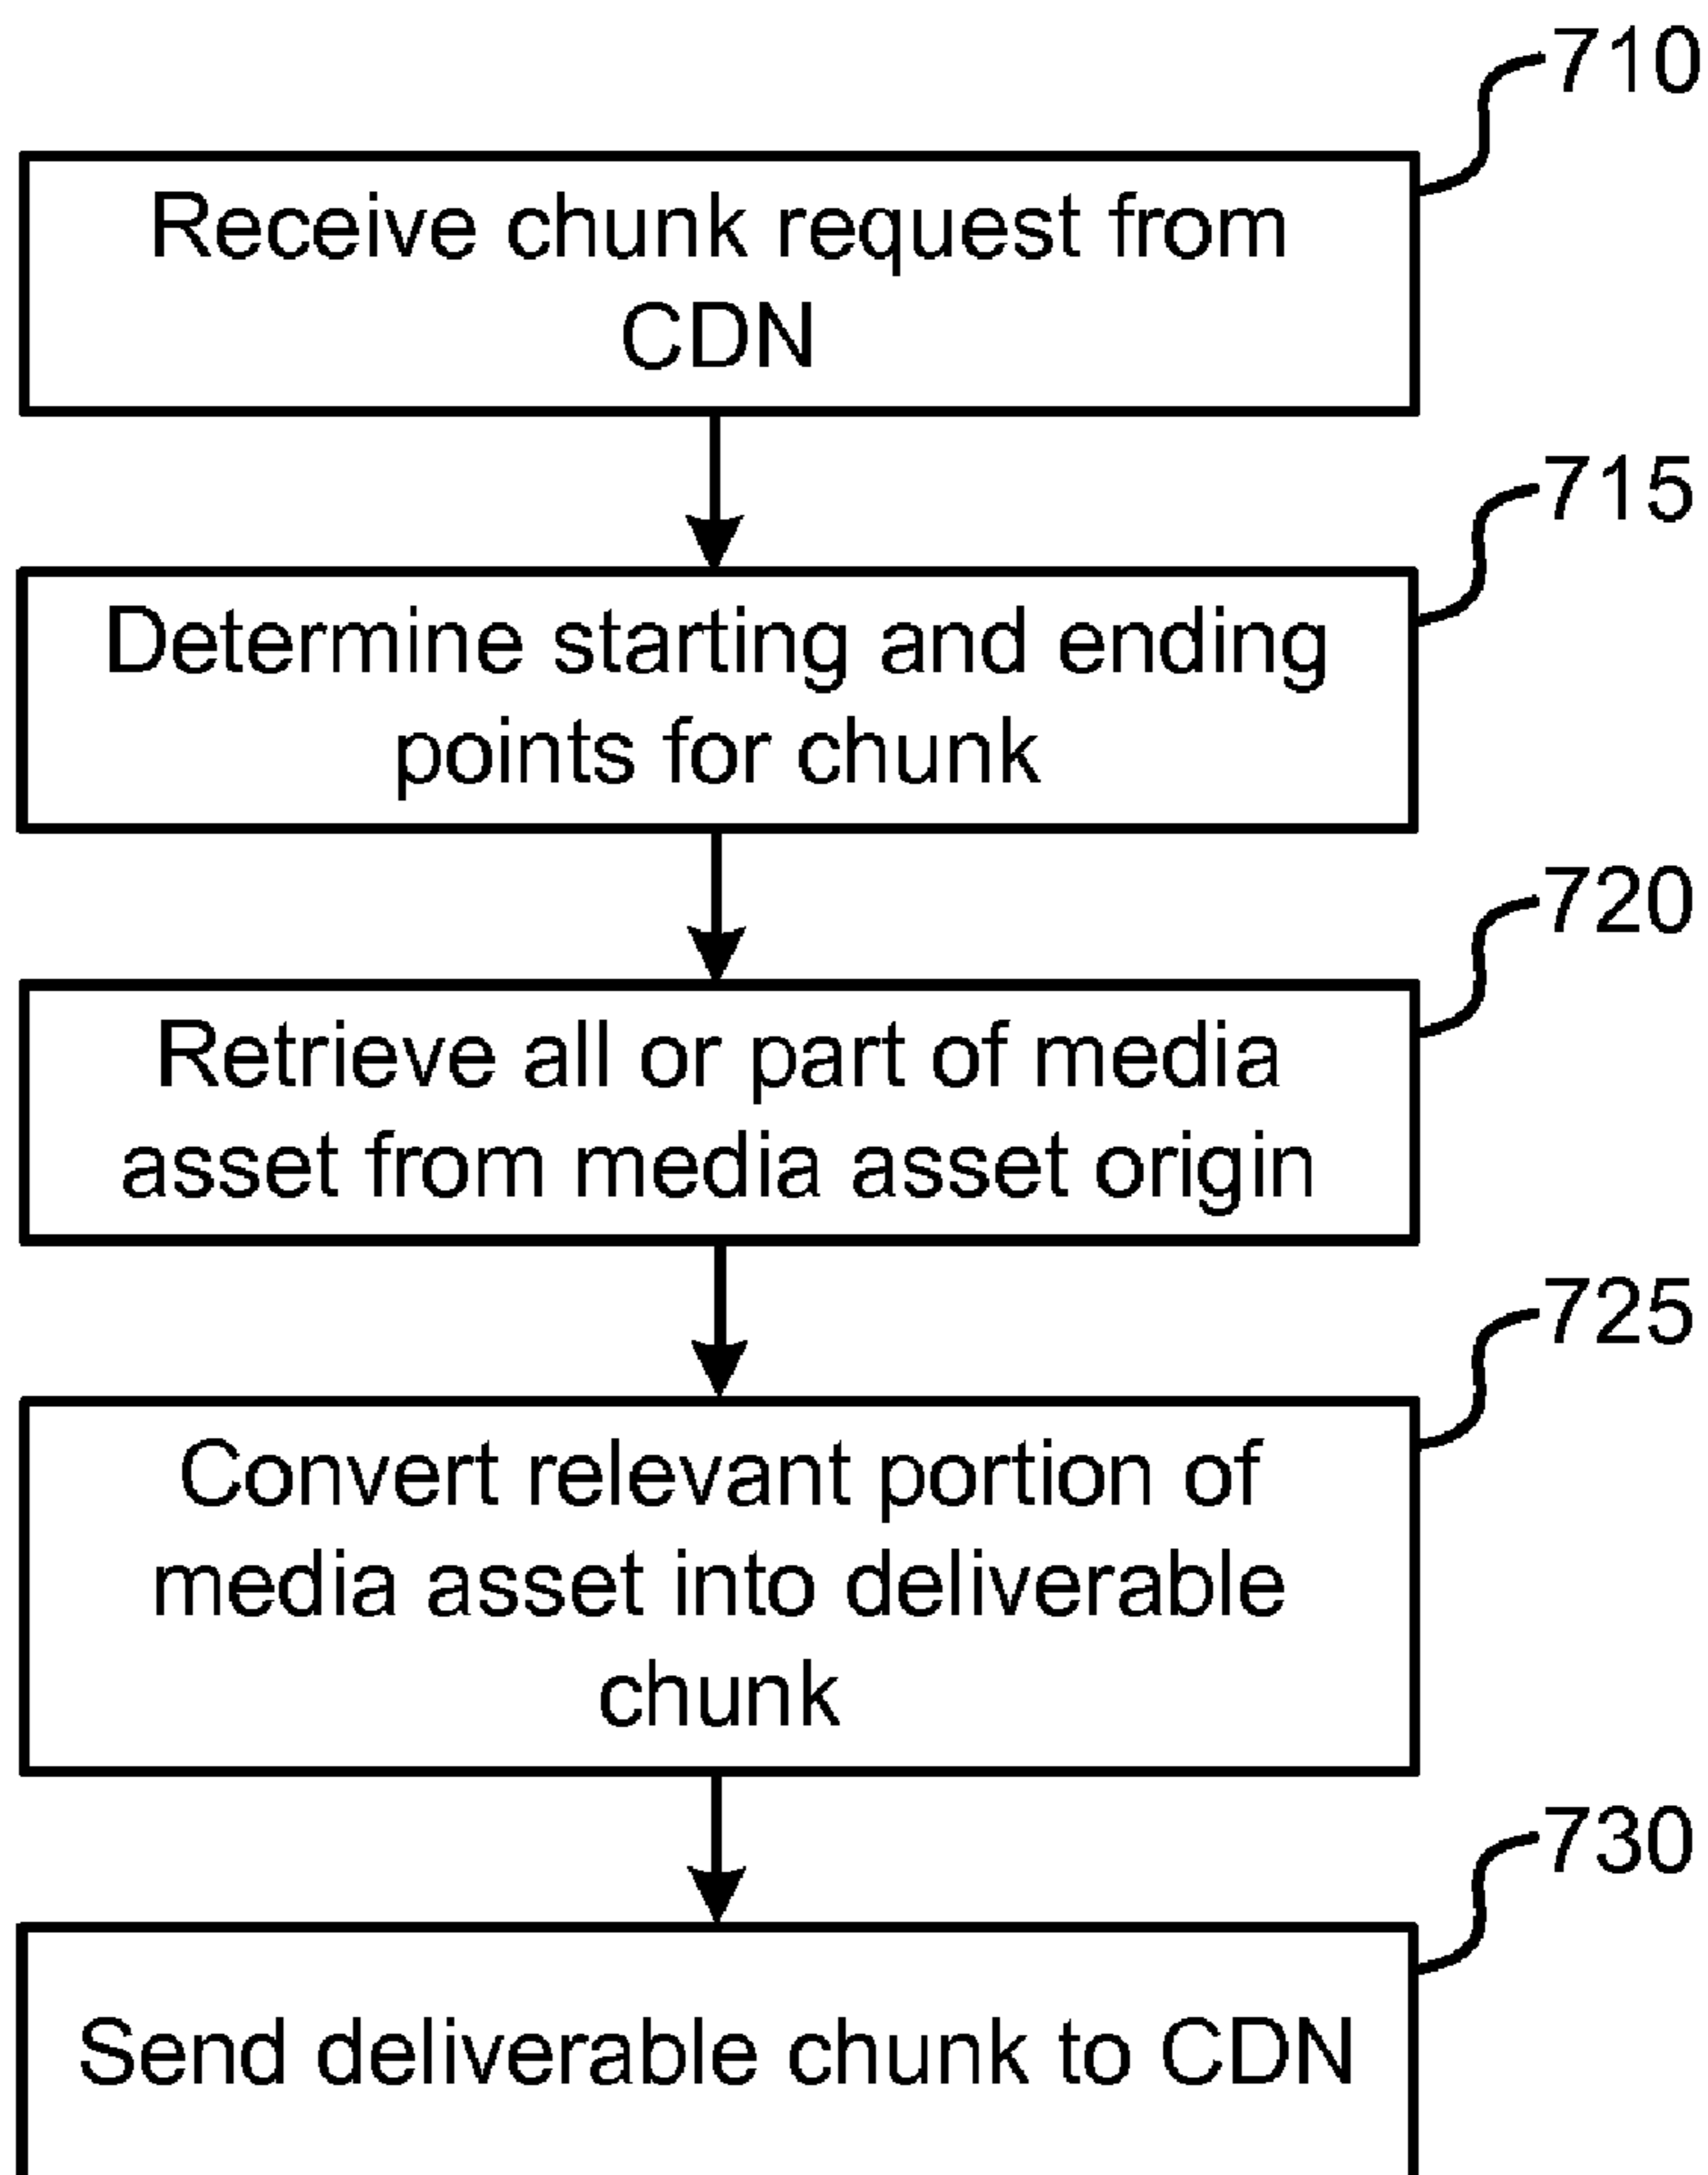 710
Receive chunk request from
CDN
715
Determine starting and ending
points for chunk
720
Retrieve all or part of media
asset from media asset origin
725
Convert relevant portion of
media asset into deliverable
chunk
730
Send deliverable chunk to CDN